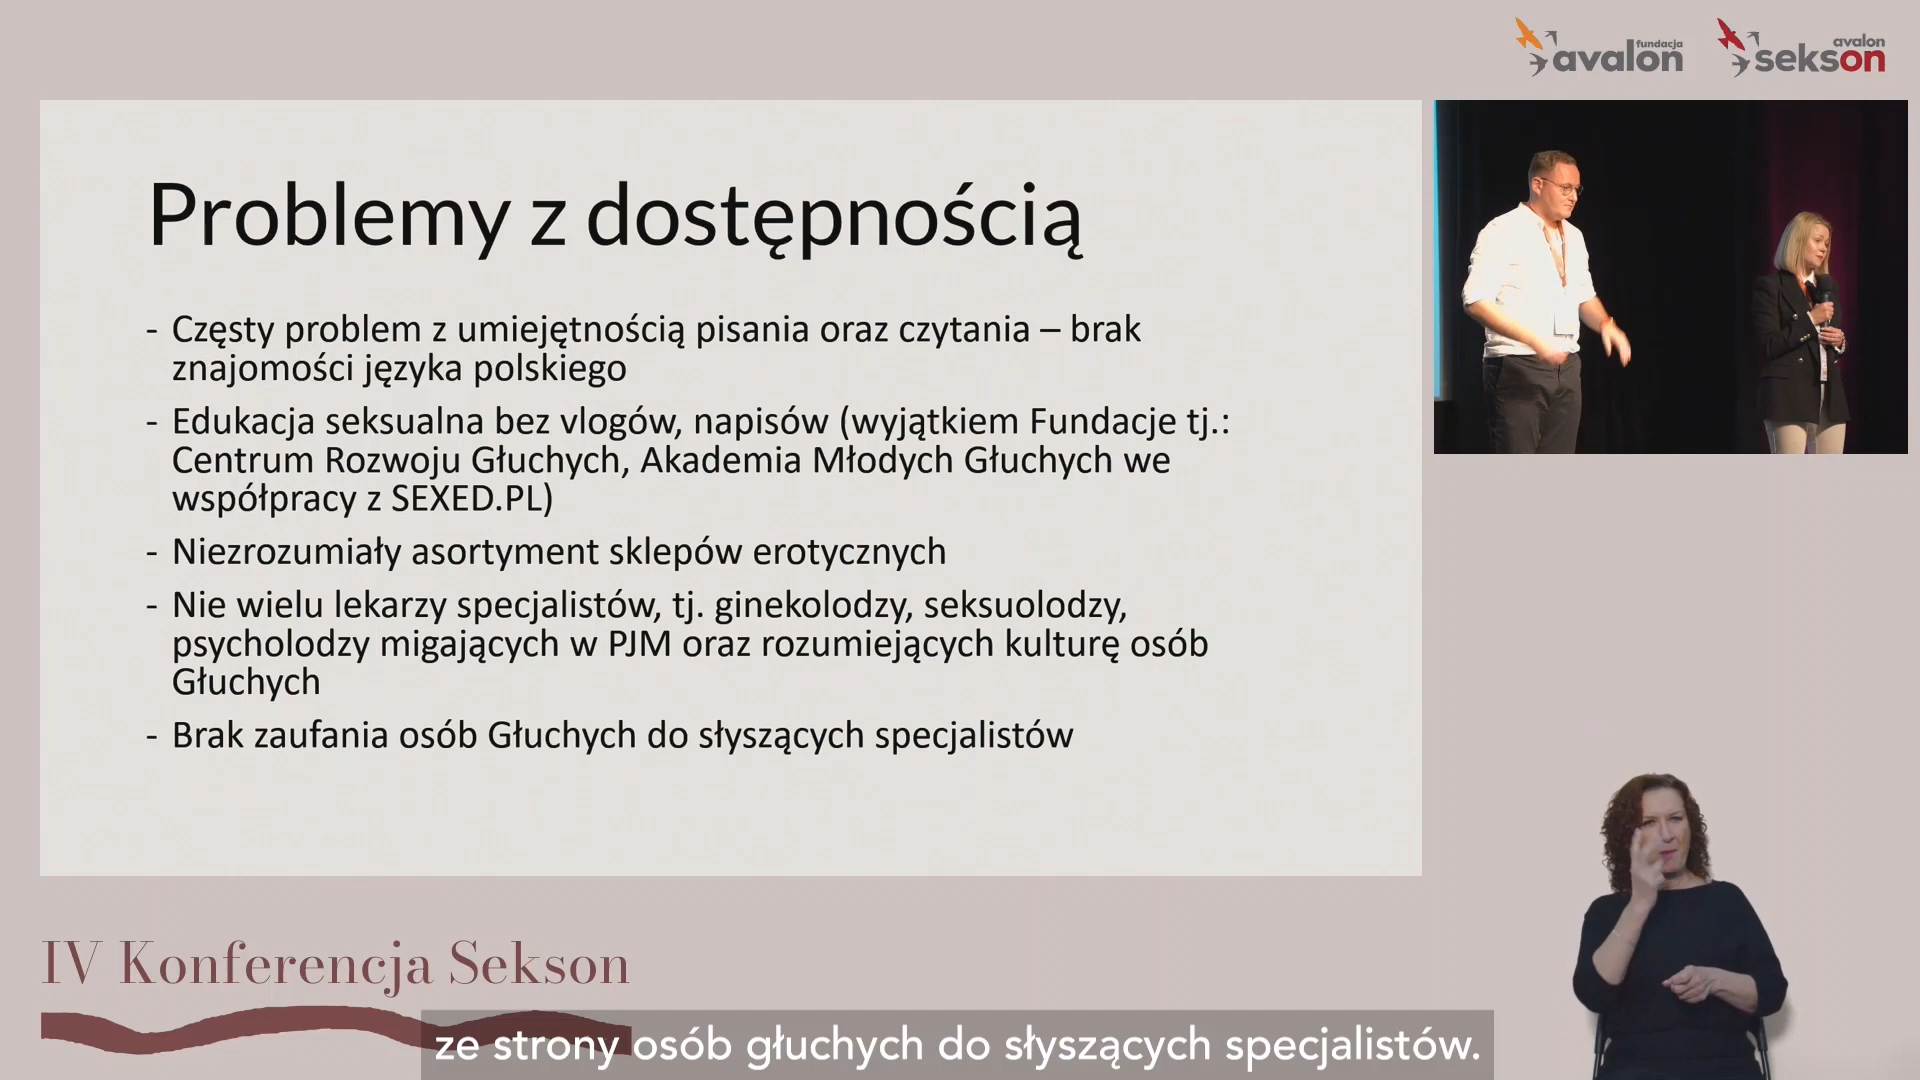 fundacja
avalon
avalon
sekson
Problemy z dostępnością
- Częsty problem z umiejętnością pisania oraz czytania – brak
znajomości języka polskiego
- Edukacja seksualna bez vlogów, napisów (wyjątkiem Fundacje tj.:
Centrum Rozwoju Głuchych, Akademia Młodych Głuchych we
współpracy z SEXED.PL)
- Niezrozumiały asortyment sklepów erotycznych
- Nie wielu lekarzy specjalistów, tj. ginekolodzy, seksuolodzy,
psycholodzy migających w PJM oraz rozumiejących kulturę osób
Głuchych
- Brak zaufania osób Głuchych do słyszących specjalistów
IV Konferencja Sekson
ze strony osób głuchych do słyszących specjalistów.